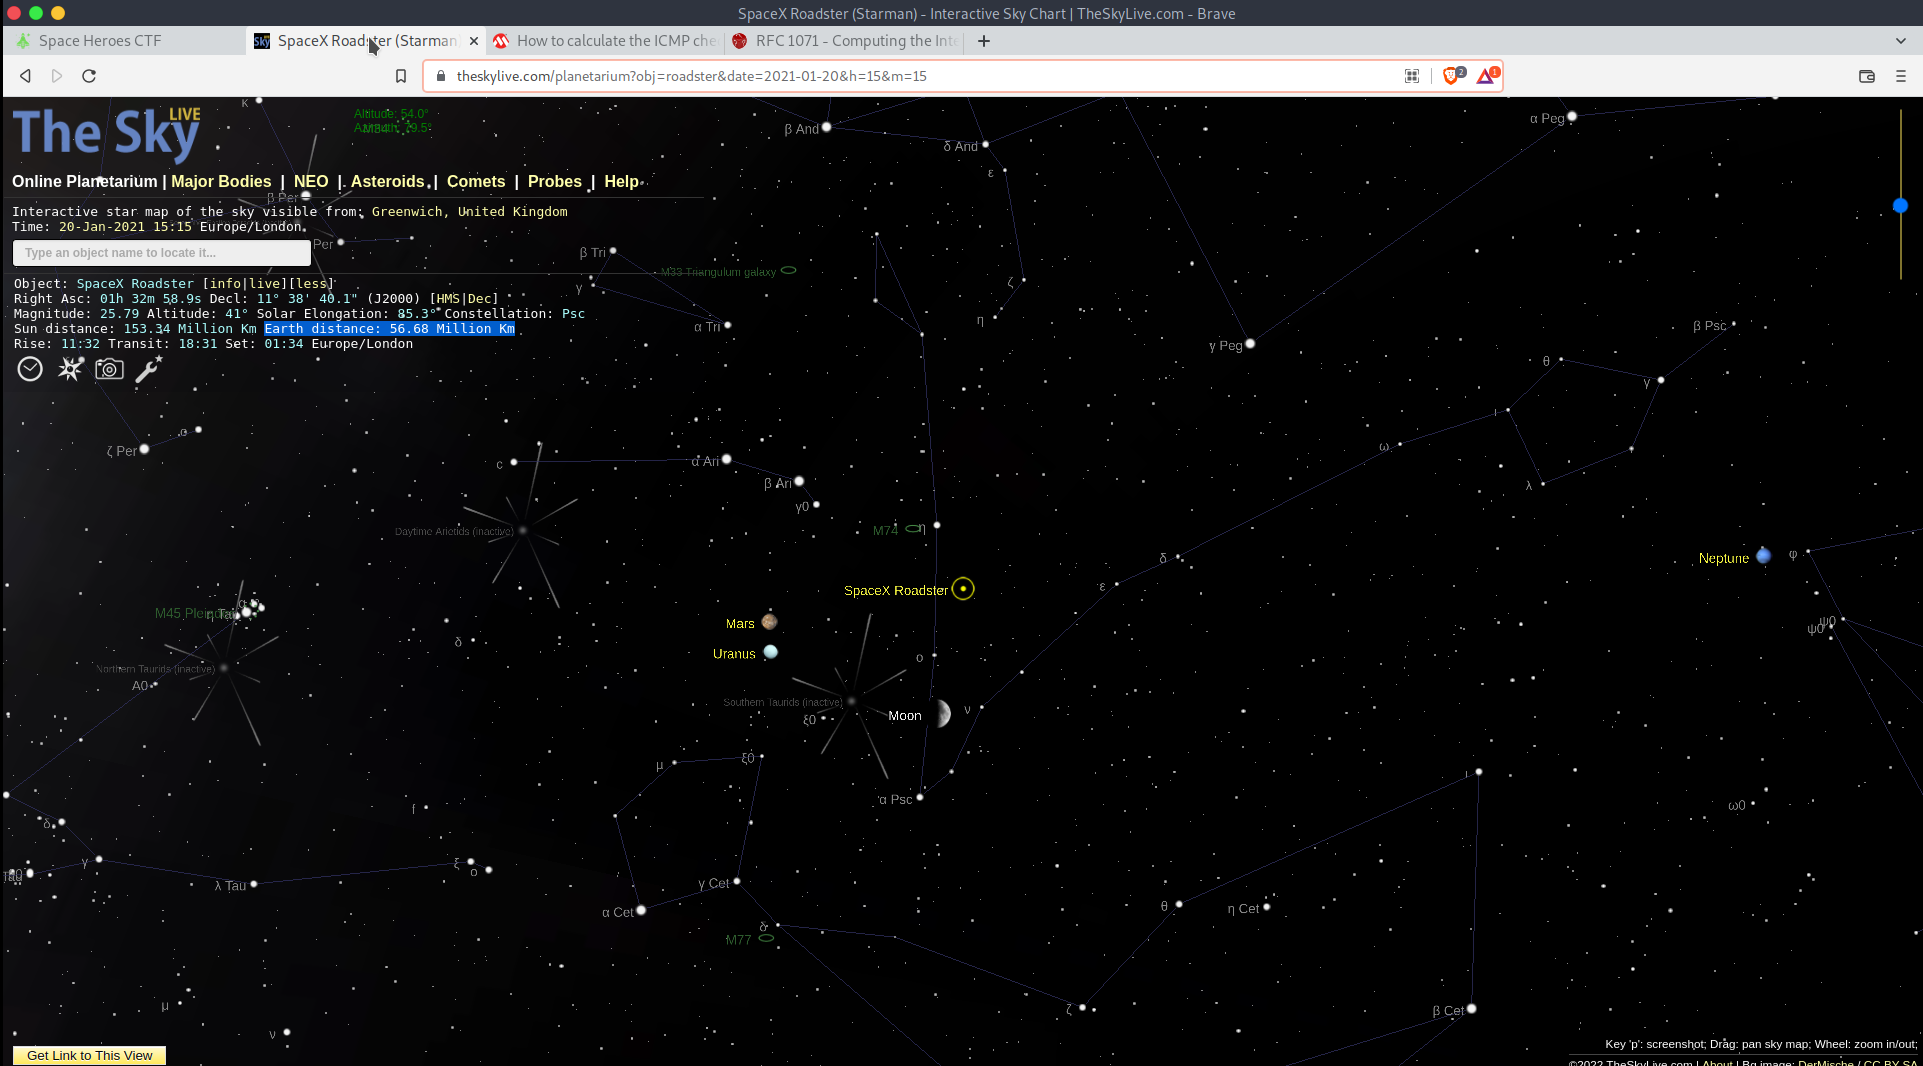 SpaceX Roadster (Starman) - Interactive Sky Chart | TheSkyLive.com - Brave
Space Heroes CTF
SpaceX Roadster (Starman)
How to calculate the ICMP che
RFC 1071 - Computing the Inte
theskylive.com/planetarium?obj=roadster&date=2021-01-20&h=15&m=15
2
1
The Sky LIVE
Altitude: 54.0°
Azimuth: 79.5°
M34
κ
β And
δ And
α Peg
ε
Online Planetarium | Major Bodies | NEO | Asteroids | Comets | Probes | Help
β Per
Interactive star map of the sky visible from: Greenwich, United Kingdom
Time: 20-Jan-2021 15:15 Europe/London
Per
Type an object name to locate it...
β Tri
M33 Triangulum galaxy
γ
ζ
Object: SpaceX Roadster [info|live][less]
Right Asc: 01h 32m 58.9s Decl: 11° 38' 40.1" (J2000) [HMS|Dec]
Magnitude: 25.79 Altitude: 41° Solar Elongation: 85.3° Constellation: Psc
Sun distance: 153.34 Million Km Earth distance: 56.68 Million Km
Rise: 11:32 Transit: 18:31 Set: 01:34 Europe/London
α Tri
η
γ Peg
β Psc
θ
γ
ι
ο
ζ Per
c
α Ari
ω
β Ari
λ
γ0
M74
η
Daytime Arietids (inactive)
δ
Neptune
φ
ε
SpaceX Roadster
M45
Mars
ψ0
ψ0
δ
Uranus
ο
Northern Taurids (inactive)
A0
Southern Taurids (inactive)
ξ0
Moon
ν
μ
ξ0
ι
α Psc
f
ω0
δ
γ
ξ
ο
λ Tau
γ Cet
α Cet
θ
η Cet
δ
M77
μ
ζ
β Cet
ν
Key 'p': screenshot; Drag: pan sky map; Wheel: zoom in/out;
Get Link to This View
©2022 TheSkyLive.com | About | Bg image: DerMische / CC BY SA